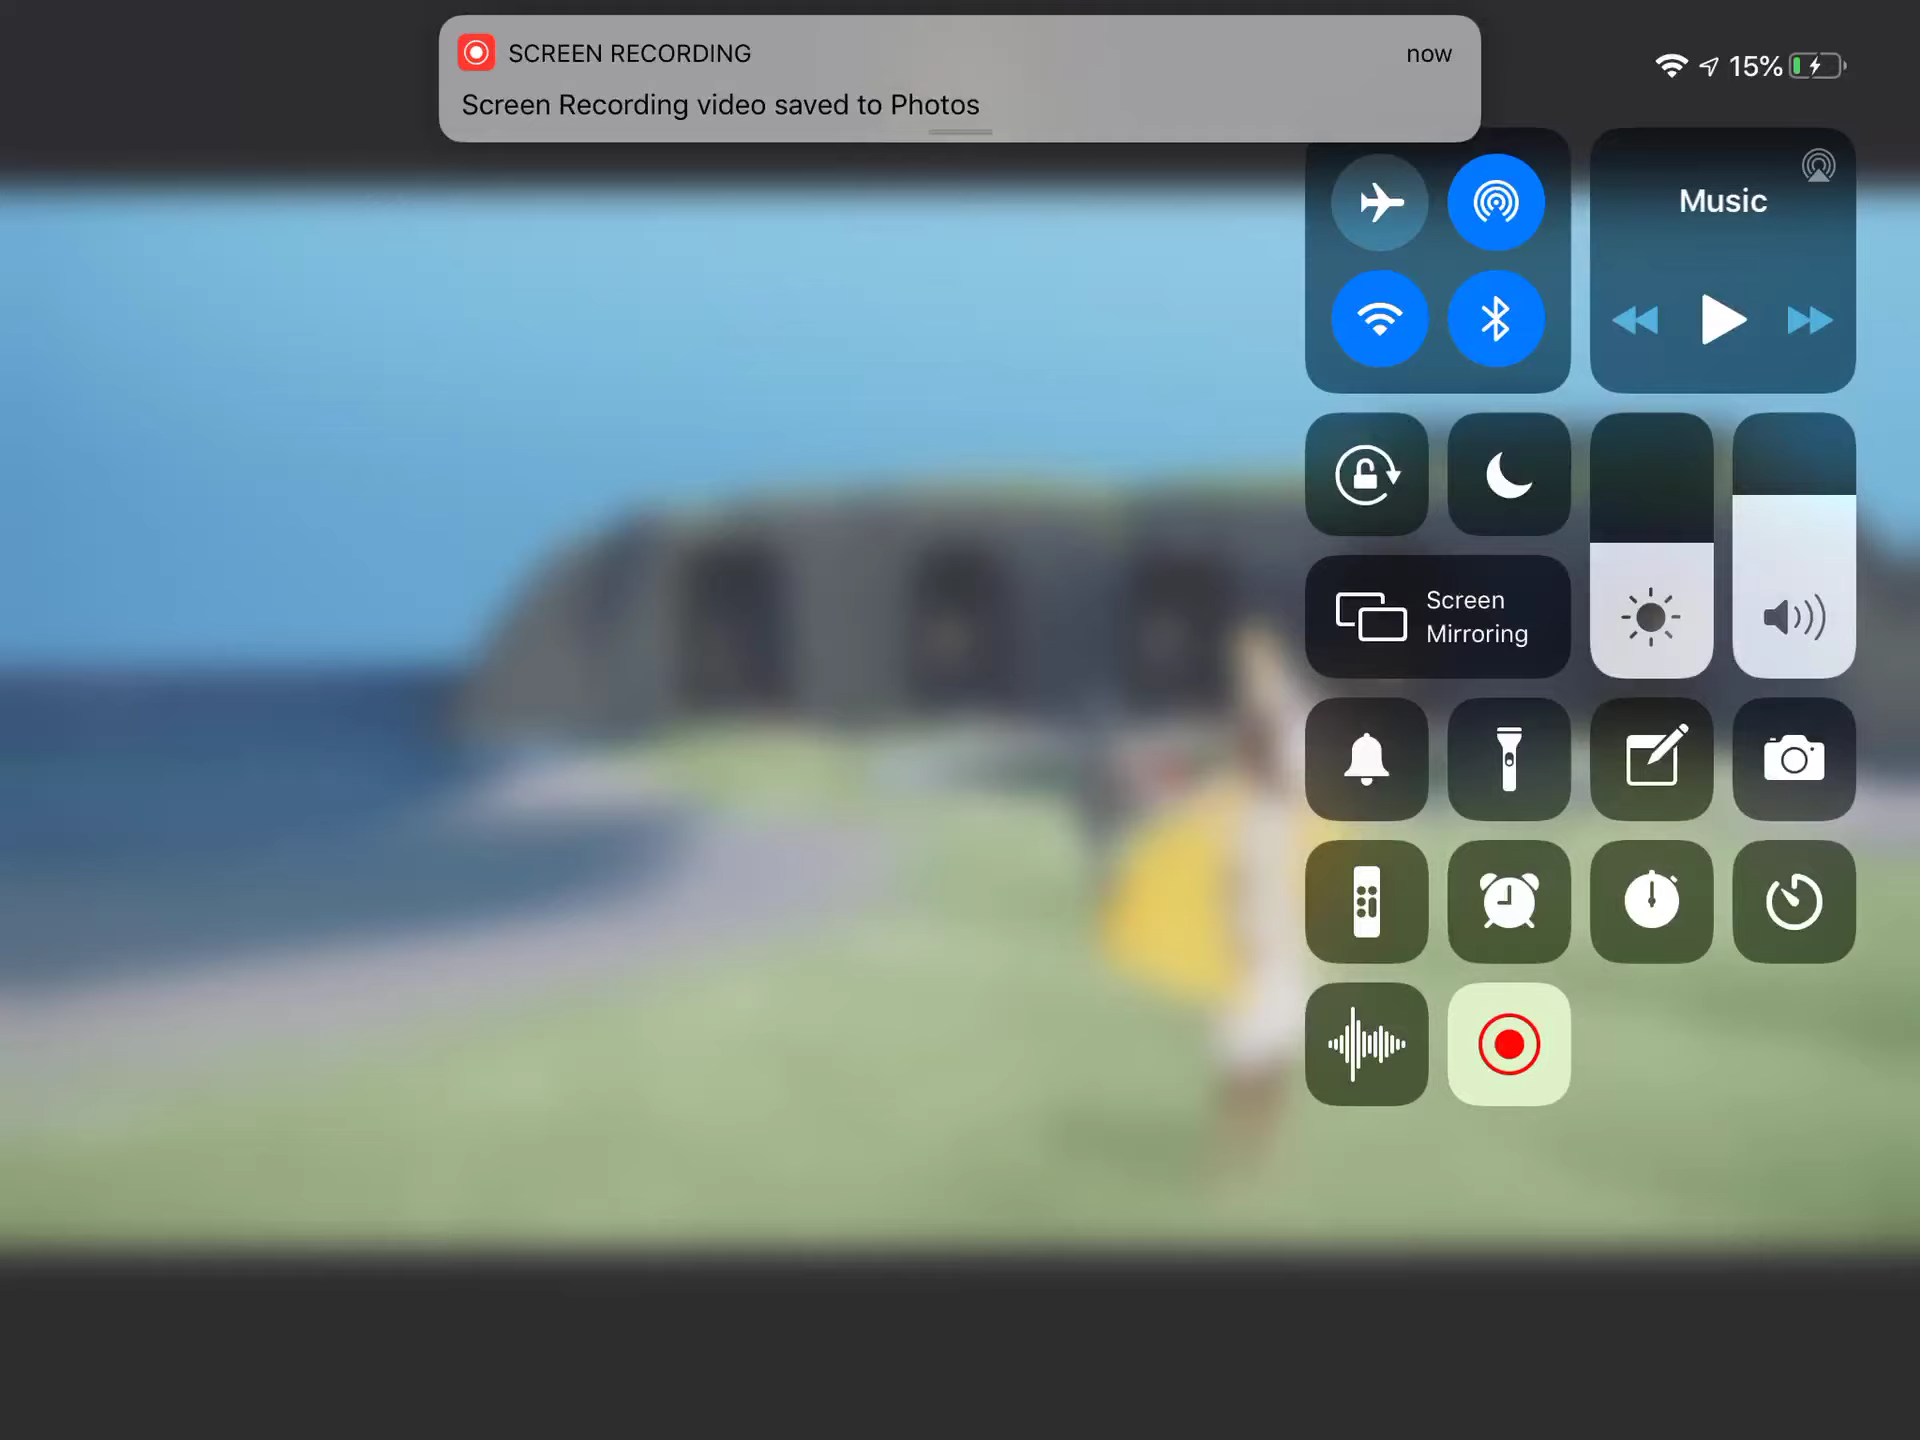 SCREEN RECORDING
now
Screen Recording video saved to Photos
15%
Music
Screen
Mirroring